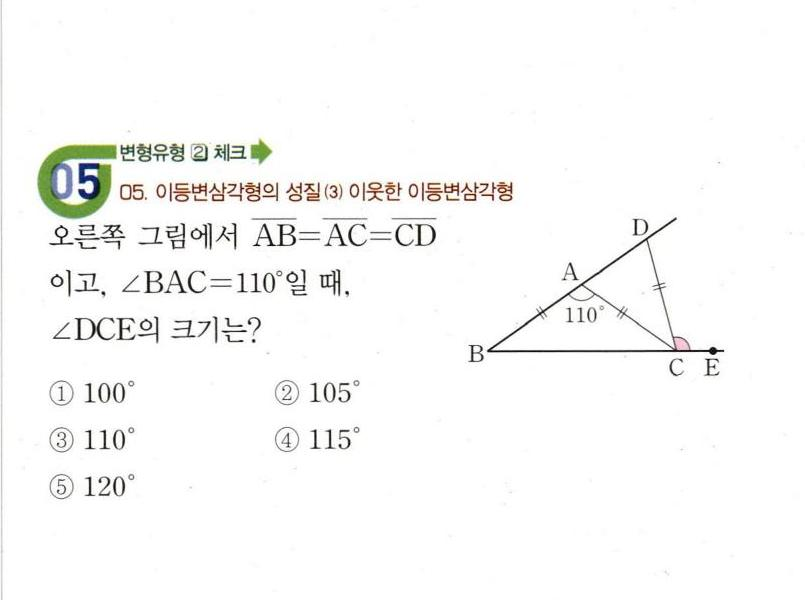 변형유형 ② 체크
05
05. 이등변삼각형의 성질 (3) 이웃한 이등변삼각형
오른쪽 그림에서 AB=AC=CD
이고, ∠BAC=110°일 때,
∠DCE의 크기는?
① 100° ② 105°
③ 110° ④ 115°
⑤ 120°
D
A
110°
B
C E